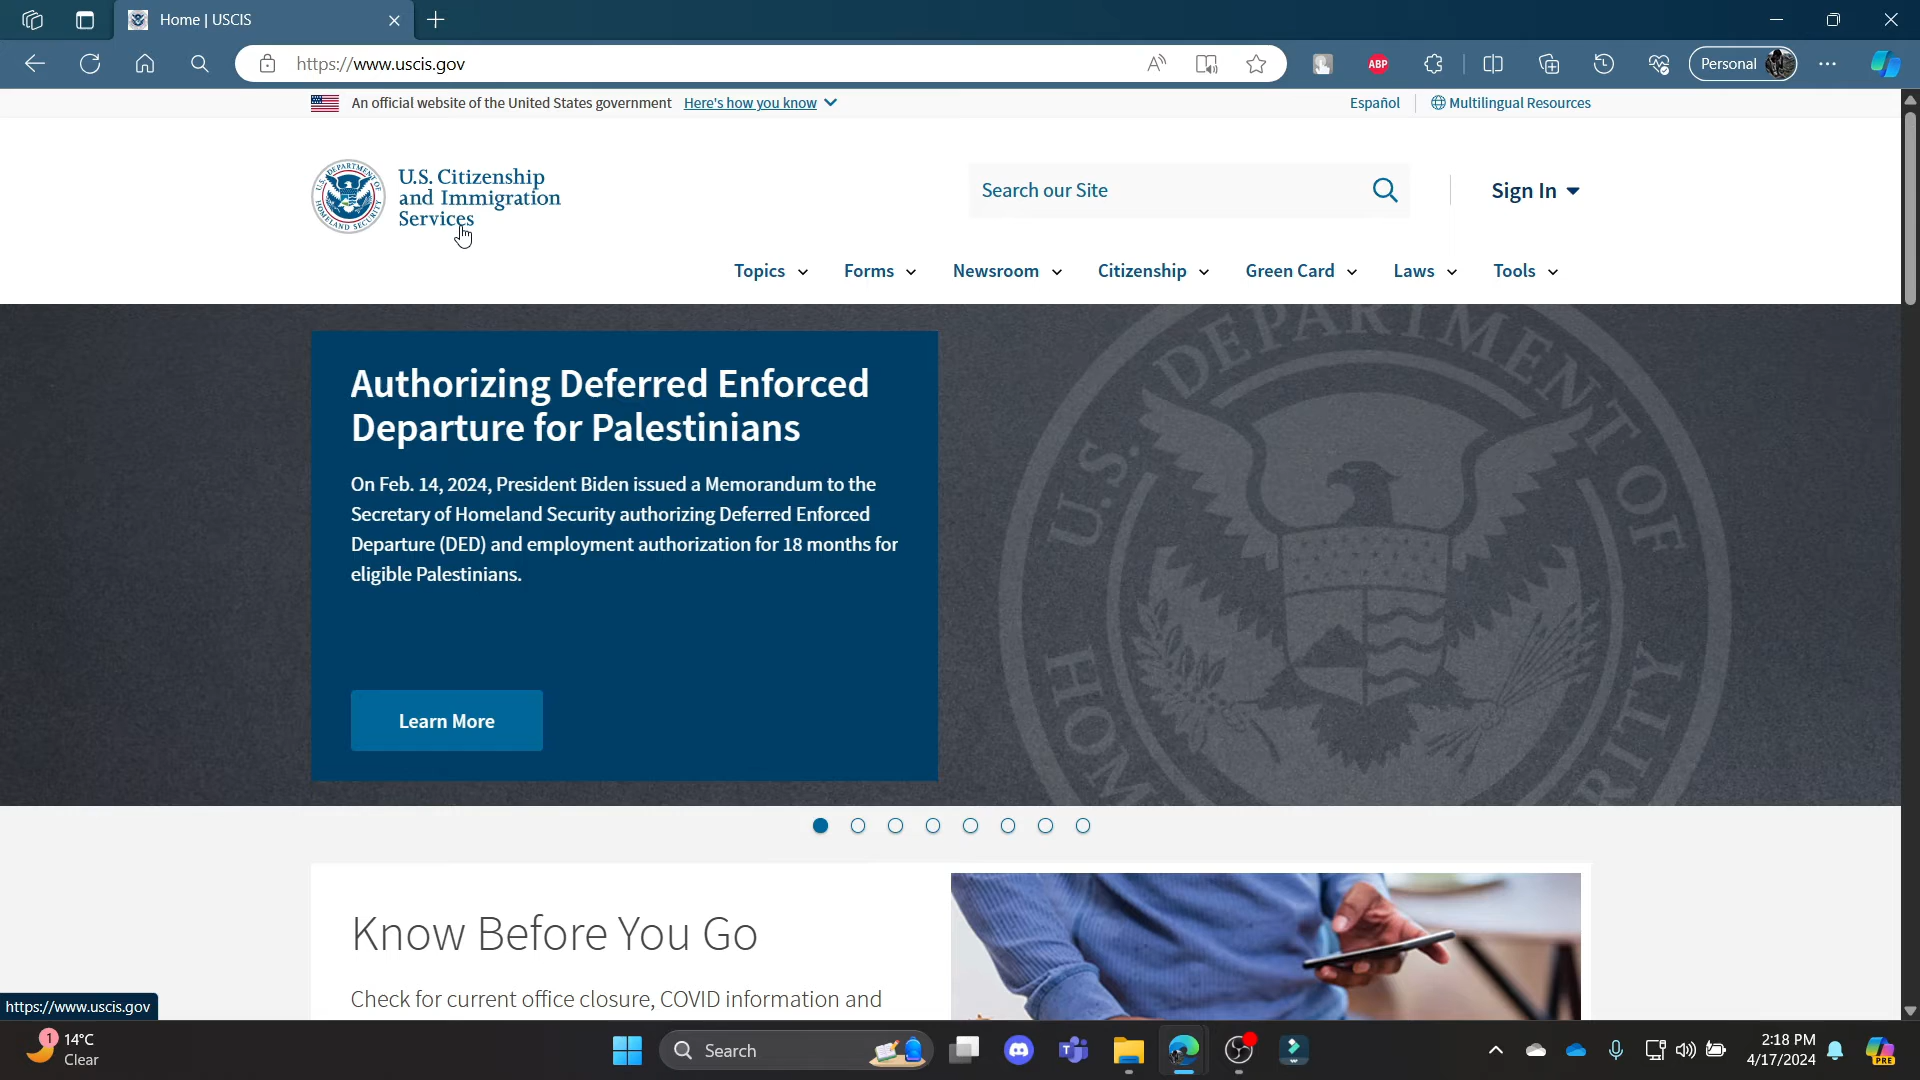 Home | USCIS
https://www.uscis.gov
A
ABP
Personal
An official website of the United States government Here's how you know
Español
Multilingual Resources
U.S. Citizenship
and Immigration
Services
Search our Site
Sign In
Topics
Forms
Newsroom
Citizenship
Green Card
Laws
Tools
Authorizing Deferred Enforced
Departure for Palestinians
On Feb. 14, 2024, President Biden issued a Memorandum to the
Secretary of Homeland Security authorizing Deferred Enforced
Departure (DED) and employment authorization for 18 months for
eligible Palestinians.
Learn More
U.S. DEPARTMENT OF
Know Before You Go
Check for current office closure, COVID information and
https://www.uscis.gov
1
14°C
Clear
Search
2:18 PM
4/17/2024
PRE